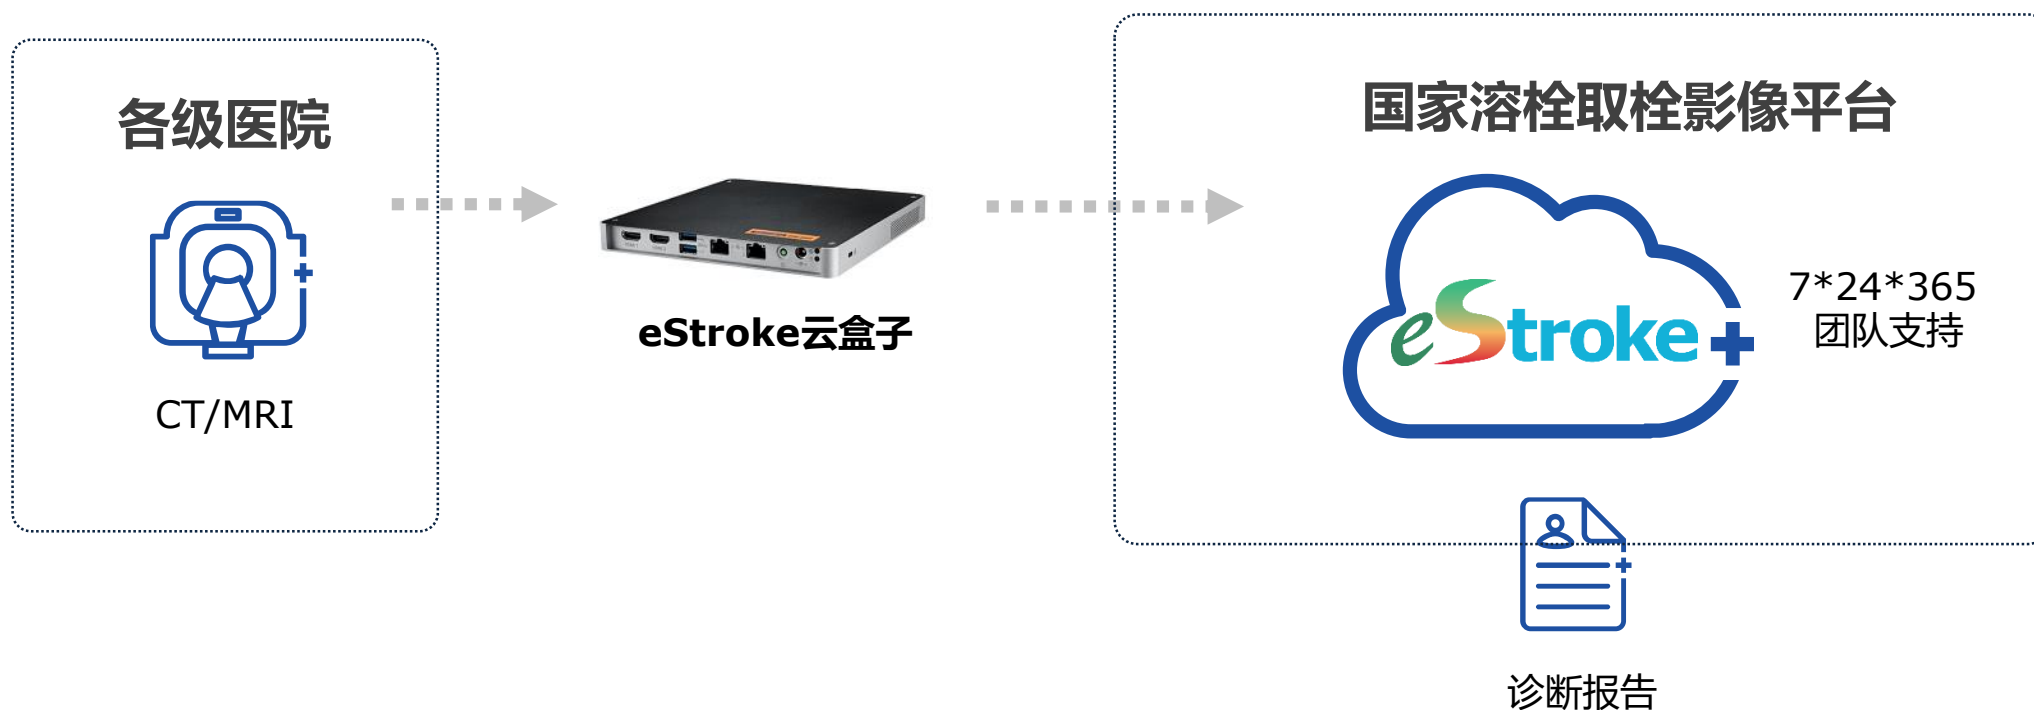 各级医院
CT/MRI
eStroke云盒子
国家溶栓取栓影像平台
eStroke
7*24*365
团队支持
诊断报告